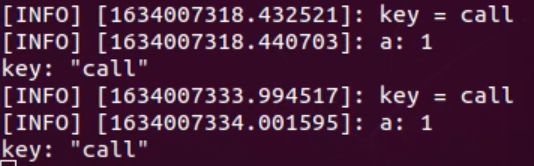 [INFO] [1634007318.432521]: key = call
[INFO] [1634007318.440703]: a: 1
key: "call"
[INFO] [1634007333.994517]: key = call
[INFO] [1634007334.001595]: a: 1
key: "call"